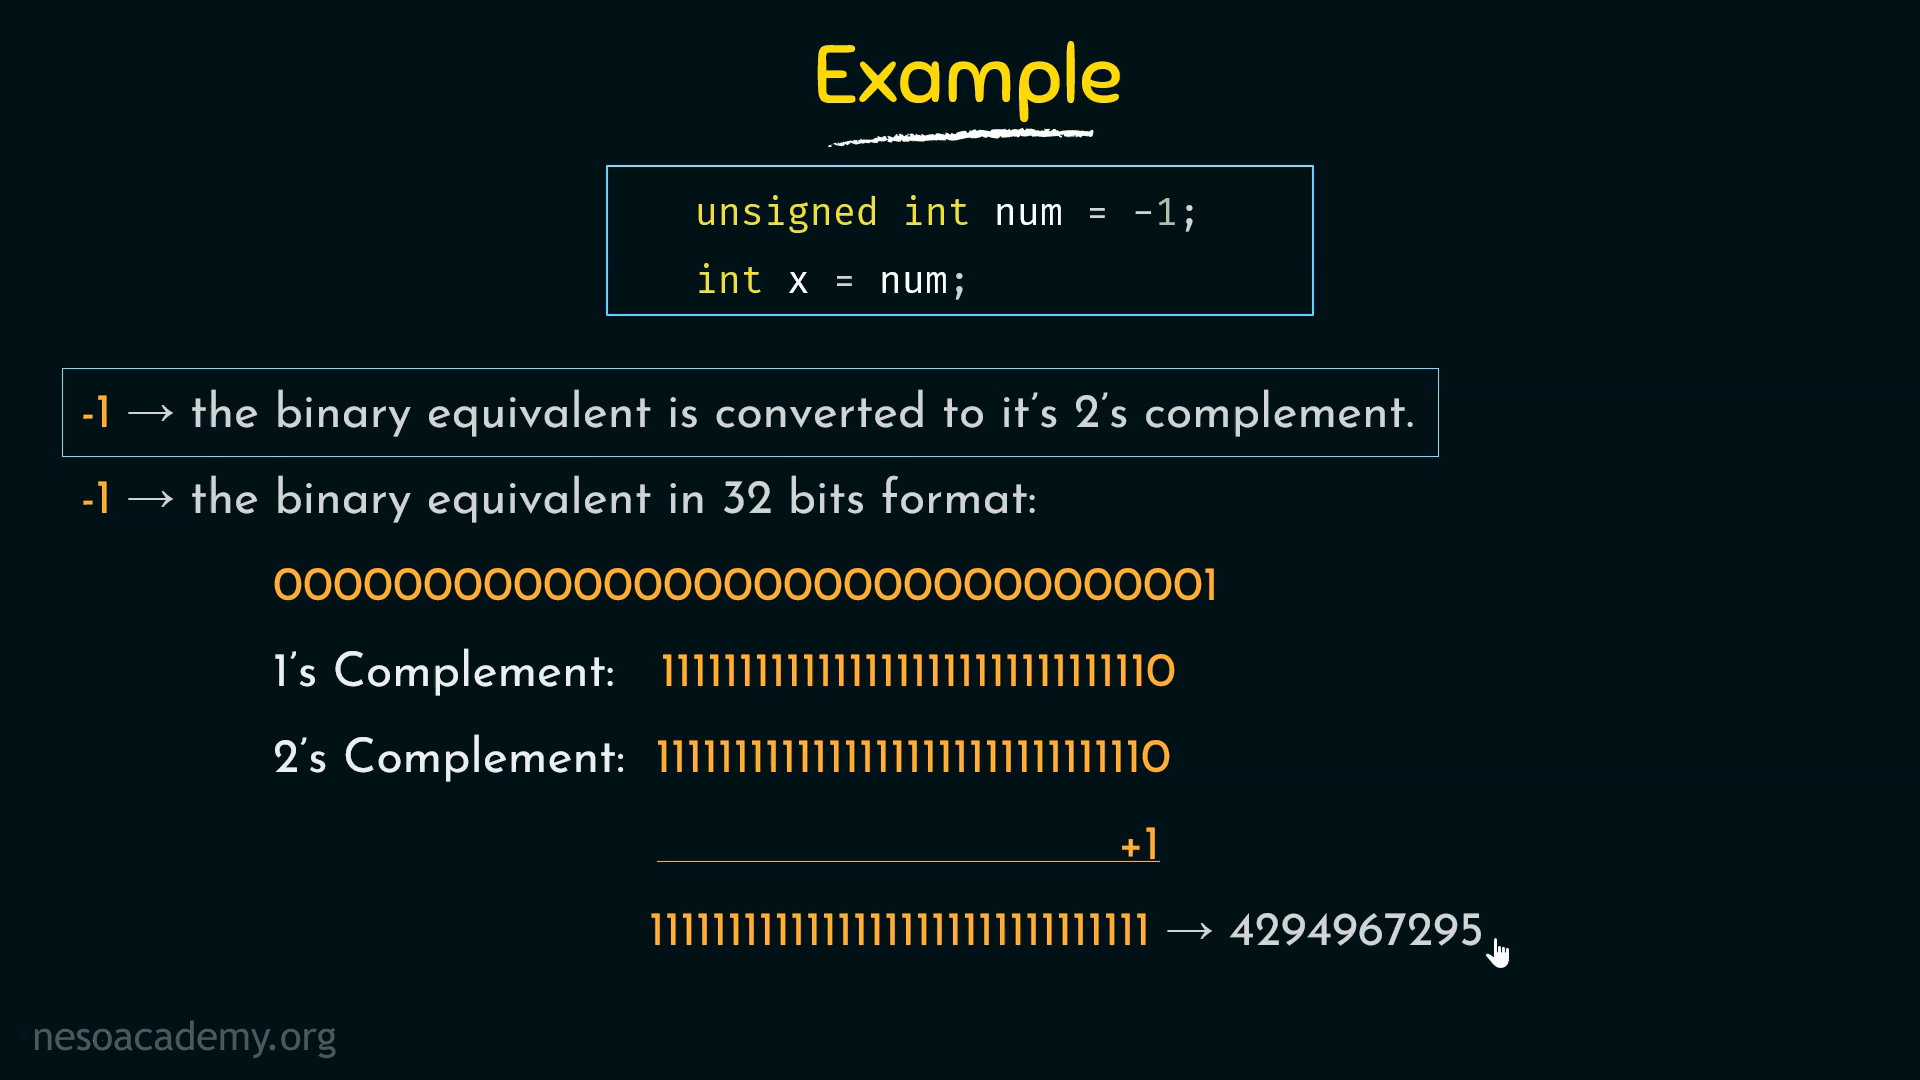 Example
unsigned int num = -1;
int x = num;
-1 → the binary equivalent is converted to it's 2's complement.
-1 → the binary equivalent in 32 bits format:
00000000000000000000000000000001
1's Complement: 11111111111111111111111111111110
2's Complement: 11111111111111111111111111111110
+1
11111111111111111111111111111111 → 4294967295
nesoacademy.org